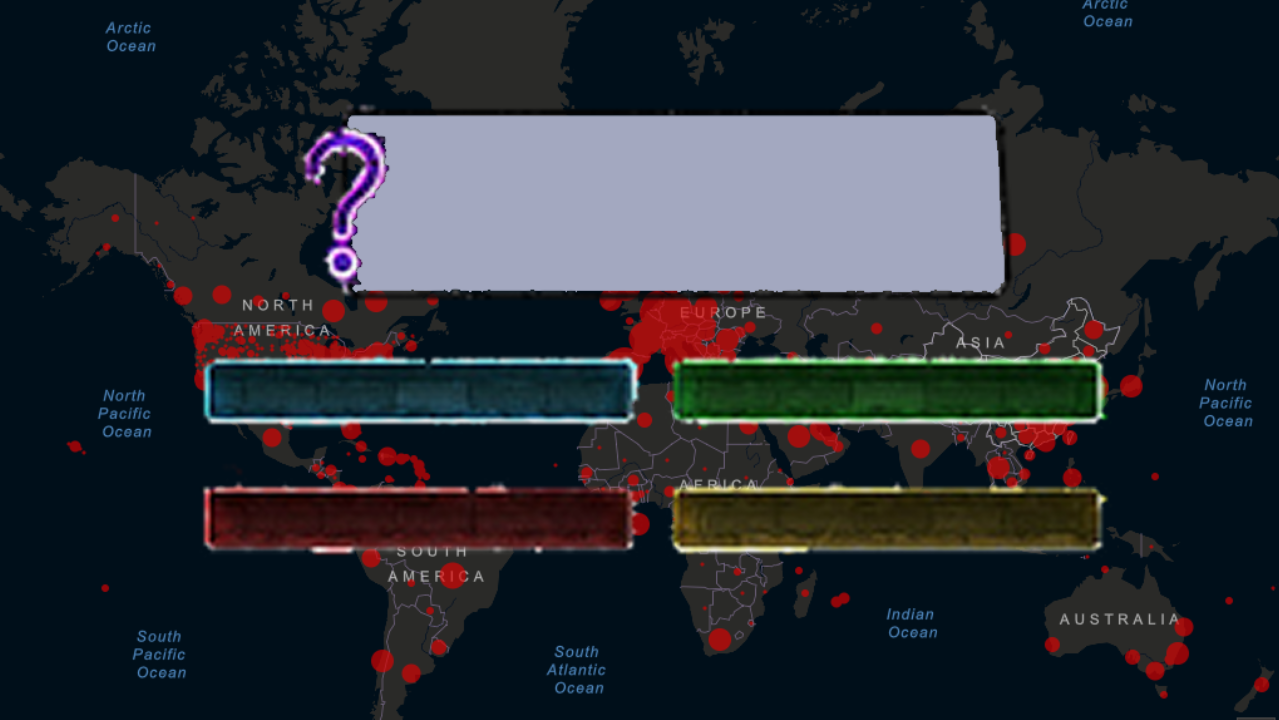 Arctic
Ocean
Arctic
Ocean
NORTH
AMERICA
EUROPE
ASIA
North
Pacific
Ocean
North
Pacific
Ocean
AFRICA
SOUTH
AMERICA
Indian
Ocean
AUSTRALIA
South
Pacific
Ocean
South
Atlantic
Ocean